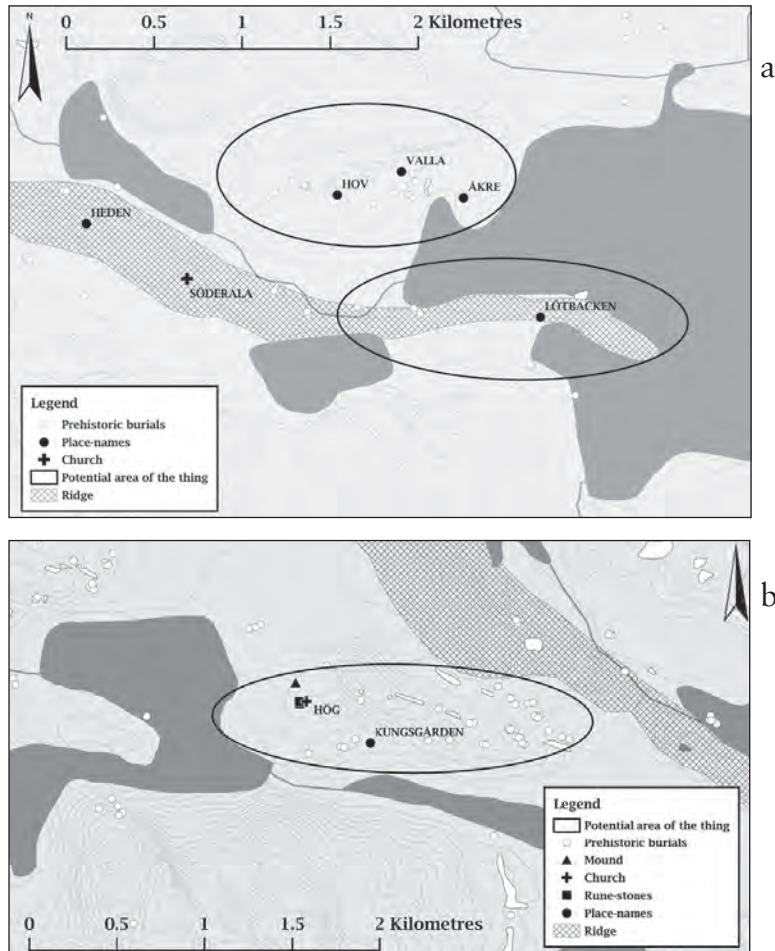 0 0.5 1 1.5 2 Kilometres
N
a
VALLA
HOV
ÅKRE
HEDEN
SÖDERALA
LÖTBACKEN
Legend
Prehistoric burials
Place-names
Church
Potential area of the thing
Ridge
b
HÖG
KUNGSGÅRDEN
Legend
Potential area of the thing
Prehistoric burials
Mound
Church
Rune-stones
Place-names
Ridge
0 0.5 1 1.5 2 Kilometres